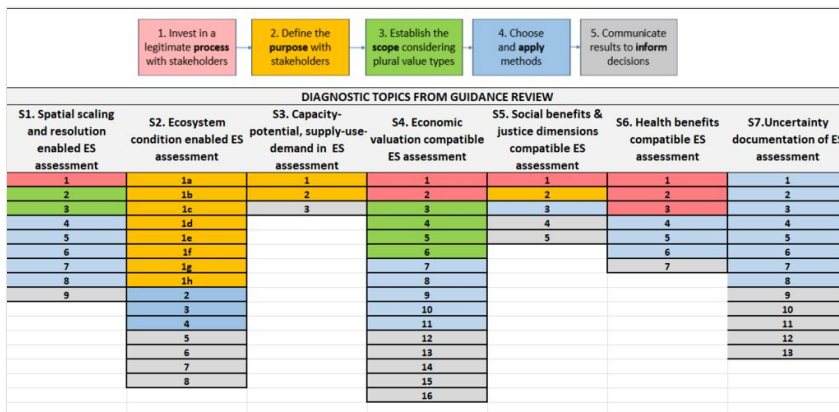 1. Invest in a
legitimate process
with stakeholders
2. Define the
purpose with
stakeholders
3. Establish the
scope considering
plural value types
4. Choose
and apply
methods
5. Communicate
results to inform
decisions
DIAGNOSTIC TOPICS FROM GUIDANCE REVIEW
S1. Spatial scaling
and resolution
enabled ES
assessment
S2. Ecosystem
condition enabled ES
assessment
S3. Capacity-
potential, supply-use-
demand in ES
assessment
S4. Economic
valuation compatible
ES assessment
S5. Social benefits &
justice dimensions
compatible ES
assessment
S6. Health benefits
compatible ES
assessment
S7.Uncertainty
documentation of ES
assessment
1 1a 1 1 1 1 1
2 1b 2 2 2 2 2
3 1c 3 3 3 3 3
4 1d 4 4 4 4
5 1e 5 5 5 5
6 1f 6 6 6
7 1g 7 7 7
8 1h 8 8
9 2 9 9
3 10 10
4 11 11
5 12 12
6 13 13
7 14
8 15
16